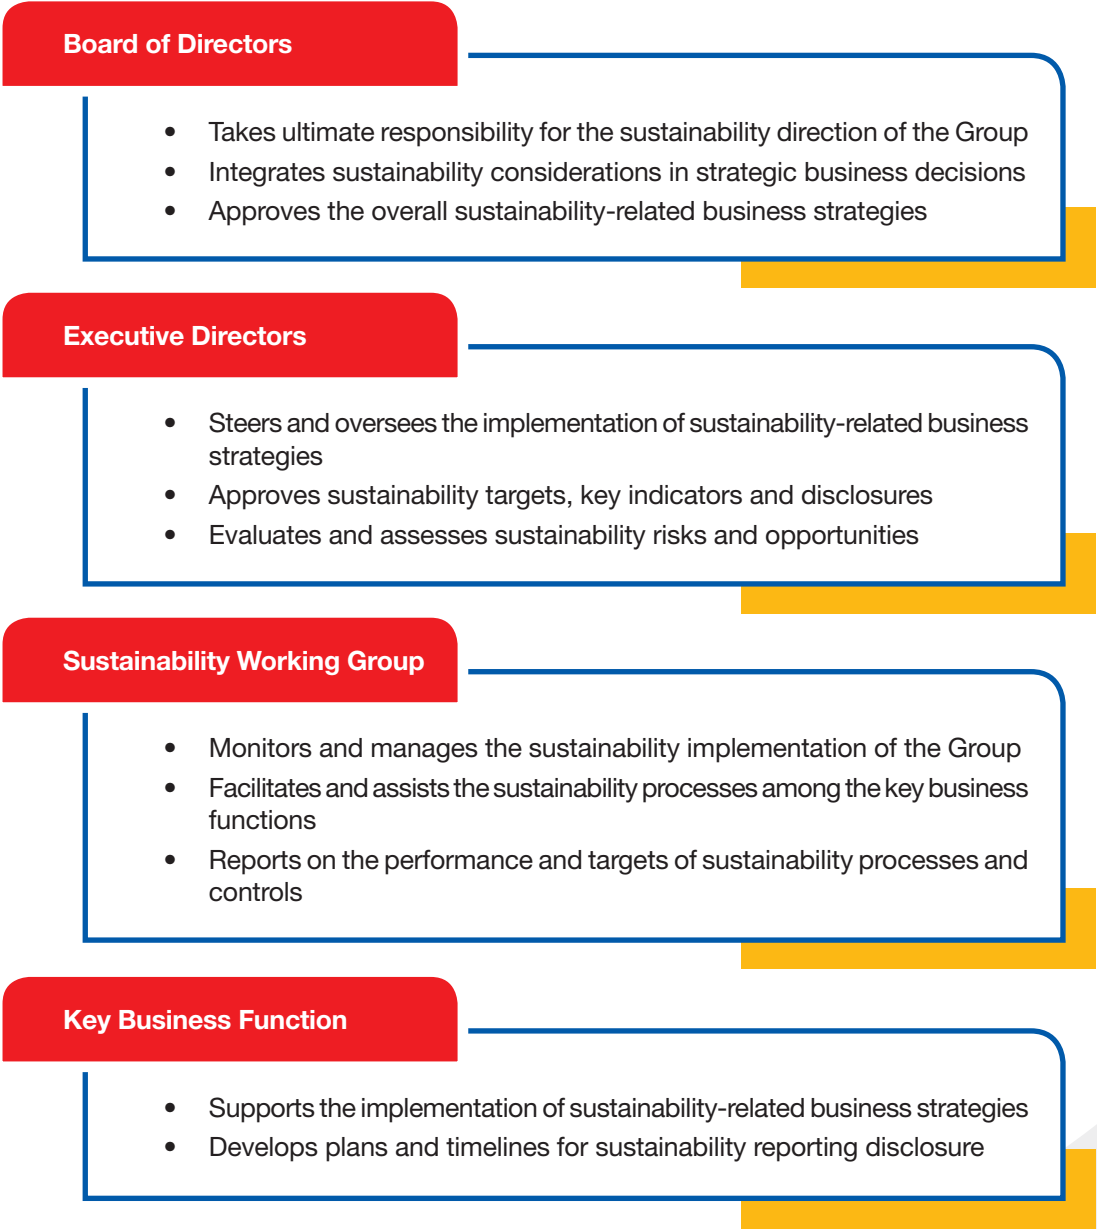 Board of Directors
• Takes ultimate responsibility for the sustainability direction of the Group
• Integrates sustainability considerations in strategic business decisions
• Approves the overall sustainability-related business strategies
Executive Directors
• Steers and oversees the implementation of sustainability-related business
strategies
• Approves sustainability targets, key indicators and disclosures
• Evaluates and assesses sustainability risks and opportunities
Sustainability Working Group
• Monitors and manages the sustainability implementation of the Group
• Facilitates and assists the sustainability processes among the key business
functions
• Reports on the performance and targets of sustainability processes and
controls
Key Business Function
• Supports the implementation of sustainability-related business strategies
• Develops plans and timelines for sustainability reporting disclosure